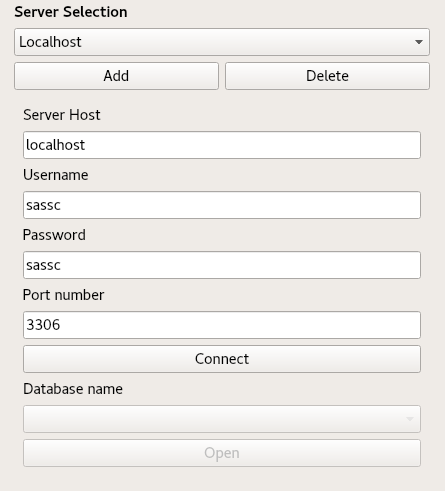 Server Selection
Localhost
Add Delete
Server Host
localhost
Username
sassc
Password
sassc
Port number
3306
Connect
Database name
Open